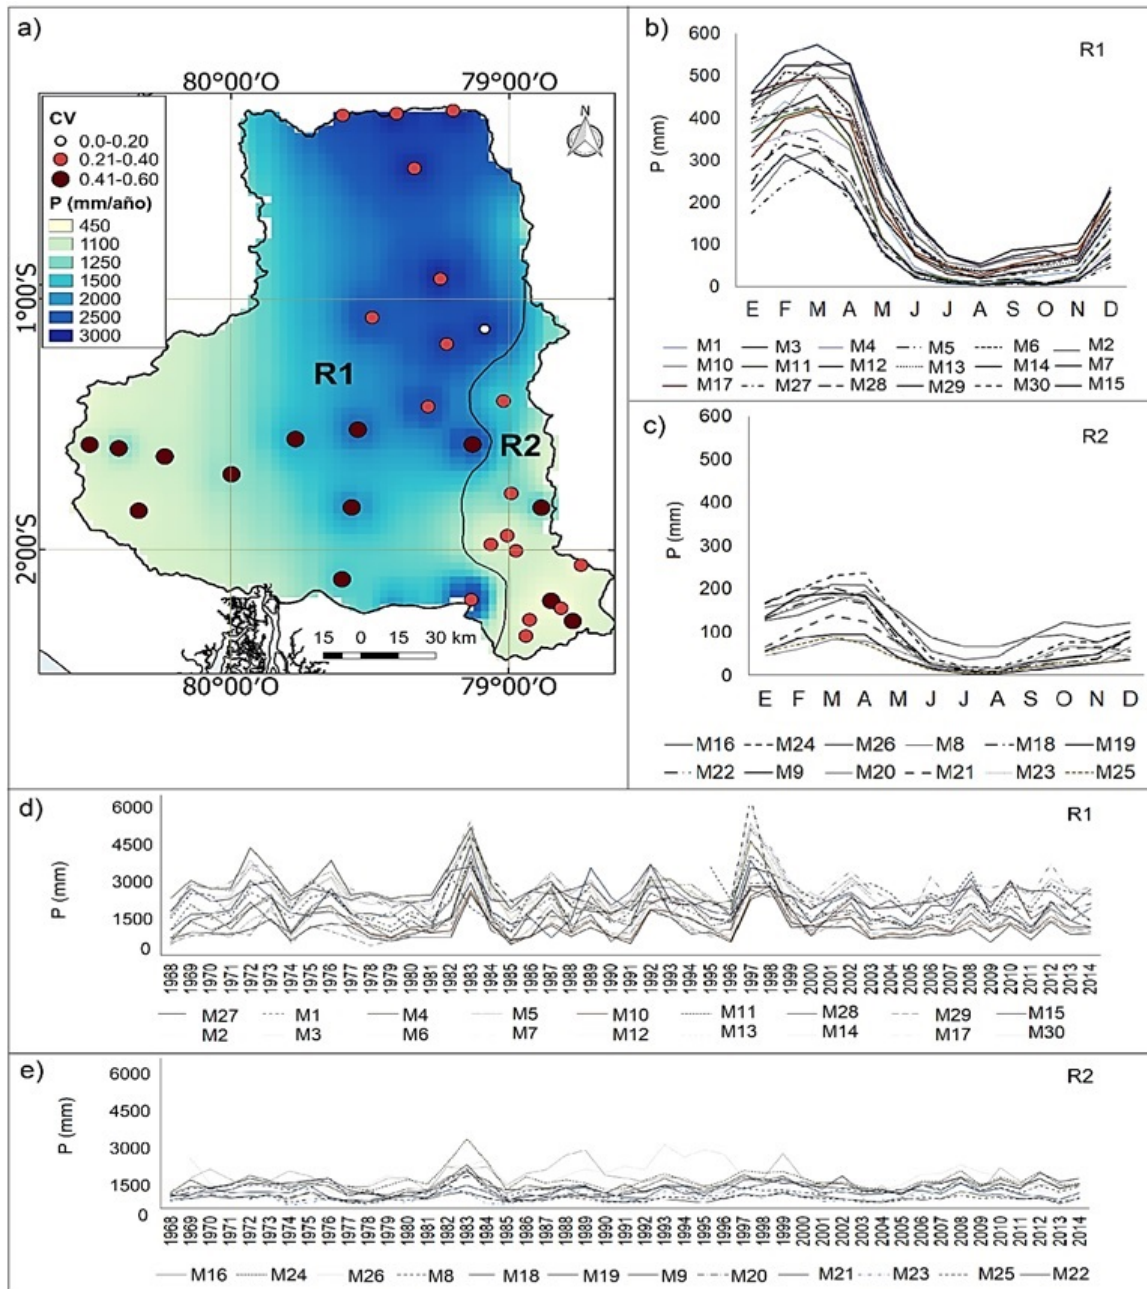 a)
80°00'O 79°00'O
N
CV
0.0-0.20
0.21-0.40
0.41-0.60
P (mm/año)
450
1100
1250
1500
2000
2500
3000
1°00'S
2°00'S
R1
R2
15 0 15 30 km
80°00'O 79°00'O
b)
R1
P (mm)
600
500
400
300
200
100
0
E F M A M J J A S O N D
M1 M3 M4 M5 M6 M2
M10 M11 M12 M13 M14 M7
M17 M27 M28 M29 M30 M15
c)
R2
P (mm)
600
500
400
300
200
100
0
E F M A M J J A S O N D
M16 M24 M26 M8 M18 M19
M22 M9 M20 M21 M23 M25
d)
R1
P (mm)
6000
4500
3000
1500
0
1968 1969 1970 1971 1972 1973 1974 1975 1976 1977 1978 1979 1980 1981 1982 1983 1984 1985 1986 1987 1988 1989 1990 1991 1992 1993 1994 1995 1996 1997 1998 1999 2000 2001 2002 2003 2004 2005 2006 2007 2008 2009 2010 2011 2012 2013 2014
M27 M1 M4 M5 M10 M11 M28 M29 M15
M2 M3 M6 M7 M12 M13 M14 M17 M30
e)
R2
P (mm)
6000
4500
3000
1500
0
1968 1969 1970 1971 1972 1973 1974 1975 1976 1977 1978 1979 1980 1981 1982 1983 1984 1985 1986 1987 1988 1989 1990 1991 1992 1993 1994 1995 1996 1997 1998 1999 2000 2001 2002 2003 2004 2005 2006 2007 2008 2009 2010 2011 2012 2013 2014
M16 M24 M26 M8 M18 M19 M9 M20 M21 M23 M25 M22